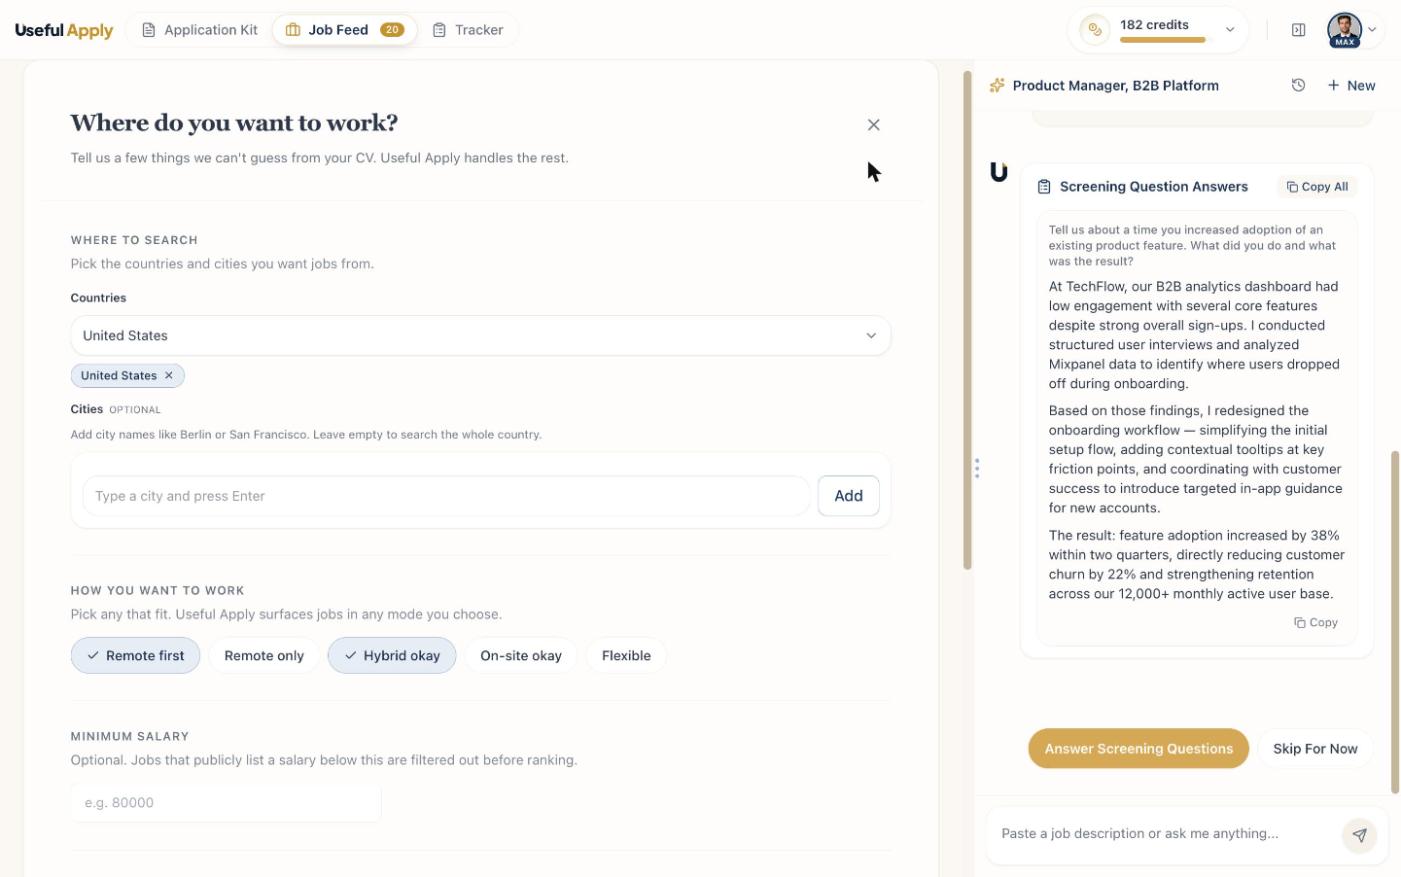 Useful Apply
Application Kit
Job Feed 20
Tracker
182 credits
MAX
Where do you want to work?
Tell us a few things we can't guess from your CV. Useful Apply handles the rest.
WHERE TO SEARCH
Pick the countries and cities you want jobs from.
Countries
United States
United States
Cities OPTIONAL
Add city names like Berlin or San Francisco. Leave empty to search the whole country.
Type a city and press Enter
Add
HOW YOU WANT TO WORK
Pick any that fit. Useful Apply surfaces jobs in any mode you choose.
Remote first
Remote only
Hybrid okay
On-site okay
Flexible
MINIMUM SALARY
Optional. Jobs that publicly list a salary below this are filtered out before ranking.
e.g. 80000
Product Manager, B2B Platform
New
U
Screening Question Answers
Copy All
Tell us about a time you increased adoption of an
existing product feature. What did you do and what
was the result?
At TechFlow, our B2B analytics dashboard had
low engagement with several core features
despite strong overall sign-ups. I conducted
structured user interviews and analyzed
Mixpanel data to identify where users dropped
off during onboarding.
Based on those findings, I redesigned the
onboarding workflow — simplifying the initial
setup flow, adding contextual tooltips at key
friction points, and coordinating with customer
success to introduce targeted in-app guidance
for new accounts.
The result: feature adoption increased by 38%
within two quarters, directly reducing customer
churn by 22% and strengthening retention
across our 12,000+ monthly active user base.
Copy
Answer Screening Questions
Skip For Now
Paste a job description or ask me anything...